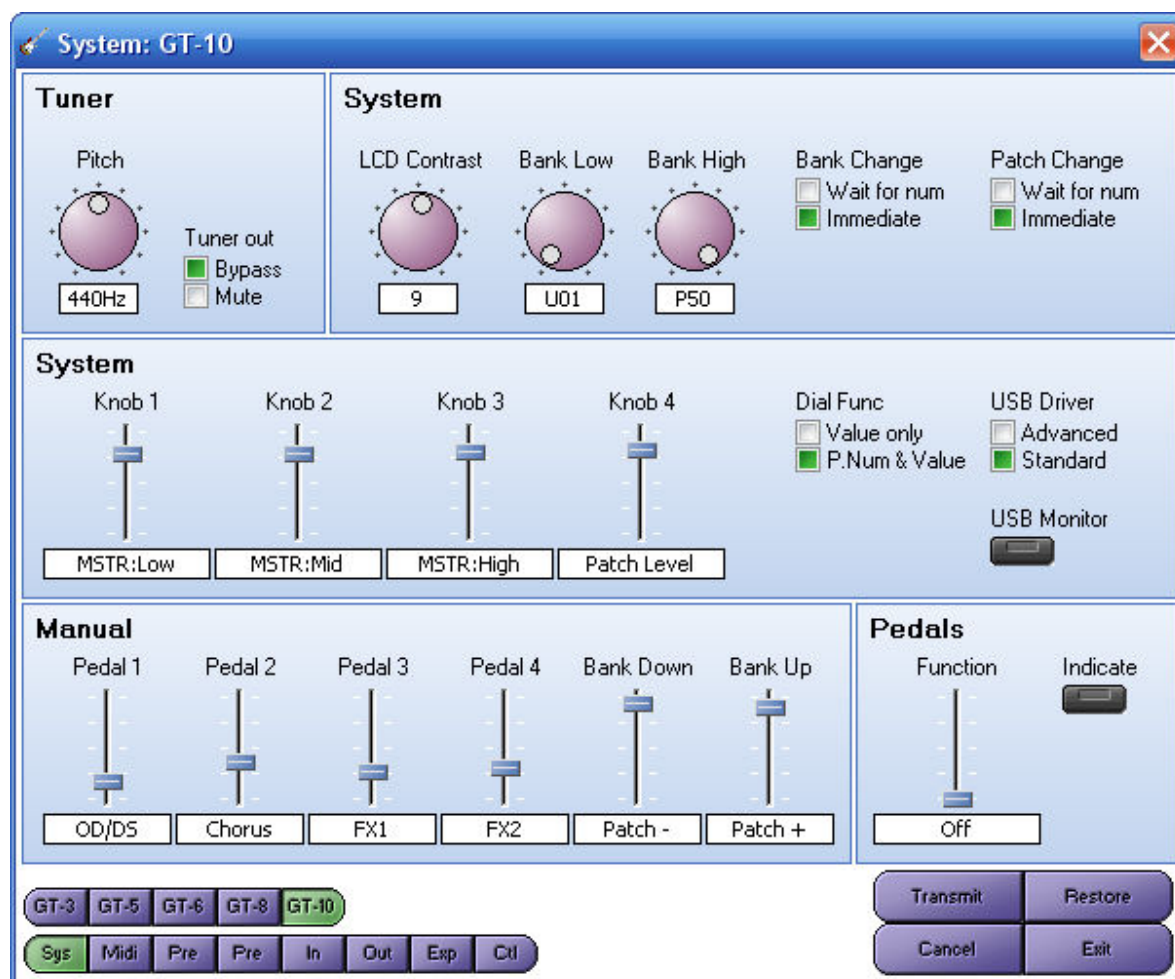 System: GT-10
Tuner
Pitch
440Hz
Tuner out
Bypass
Mute
System
LCD Contrast
9
Bank Low
U01
Bank High
P50
Bank Change
Wait for num
Immediate
Patch Change
Wait for num
Immediate
System
Knob 1
MSTR:Low
Knob 2
MSTR:Mid
Knob 3
MSTR:High
Knob 4
Patch Level
Dial Func
Value only
P.Num & Value
USB Driver
Advanced
Standard
USB Monitor
Manual
Pedal 1
OD/DS
Pedal 2
Chorus
Pedal 3
FX1
Pedal 4
FX2
Bank Down
Patch -
Bank Up
Patch +
Pedals
Function
Off
Indicate
GT-3 GT-5 GT-6 GT-8 GT-10
Sys Midi Pre Pre In Out Exp Ctl
Transmit Restore
Cancel Exit